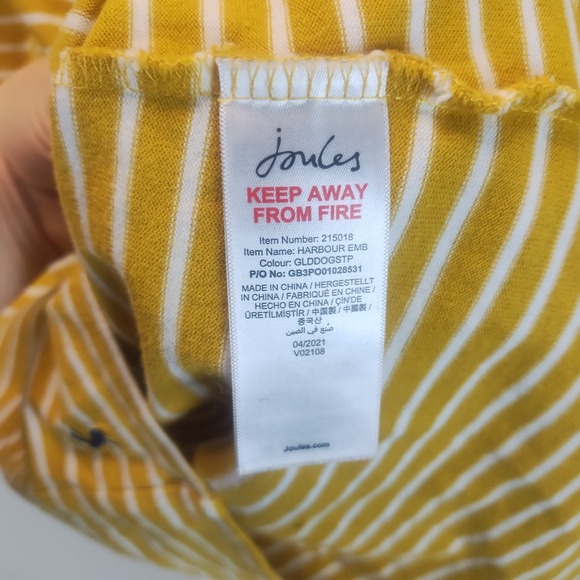 Joules
KEEP AWAY
FROM FIRE
Item Number: 215018
Item Name: HARBOUR EMB
Colour: GLDDOGSTP
P/O No: GB3PO01028531
MADE IN CHINA / HERGESTELLT
IN CHINA / FABRIQUÉ EN CHINE /
HECHO EN CHINA / ÇİN'DE
ÜRETİLMİŞTİR / 中国製 / 中國製 /
중국산
صنع في الصين
04/2021
V02108
Joules.com